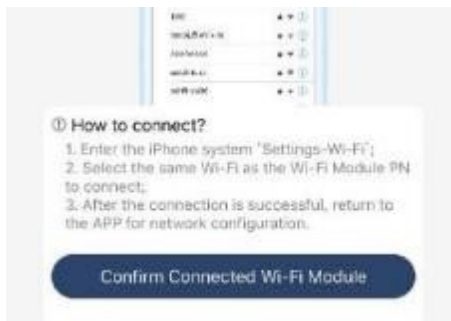 ① How to connect?
1. Enter the iPhone system "Settings-Wi-Fi";
2. Select the same Wi-Fi as the Wi-Fi Module PN
to connect;
3. After the connection is successful, return to
the APP for network configuration.
Confirm Connected Wi-Fi Module